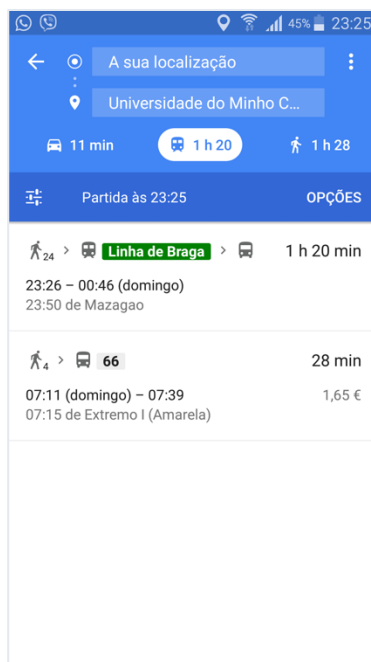 45% 23:25
A sua localização
Universidade do Minho C...
11 min 1 h 20 1 h 28
Partida às 23:25 OPÇÕES
24 Linha de Braga 1 h 20 min
23:26 – 00:46 (domingo)
23:50 de Mazagao
4 66 28 min
07:11 (domingo) – 07:39 1,65 €
07:15 de Extremo I (Amarela)